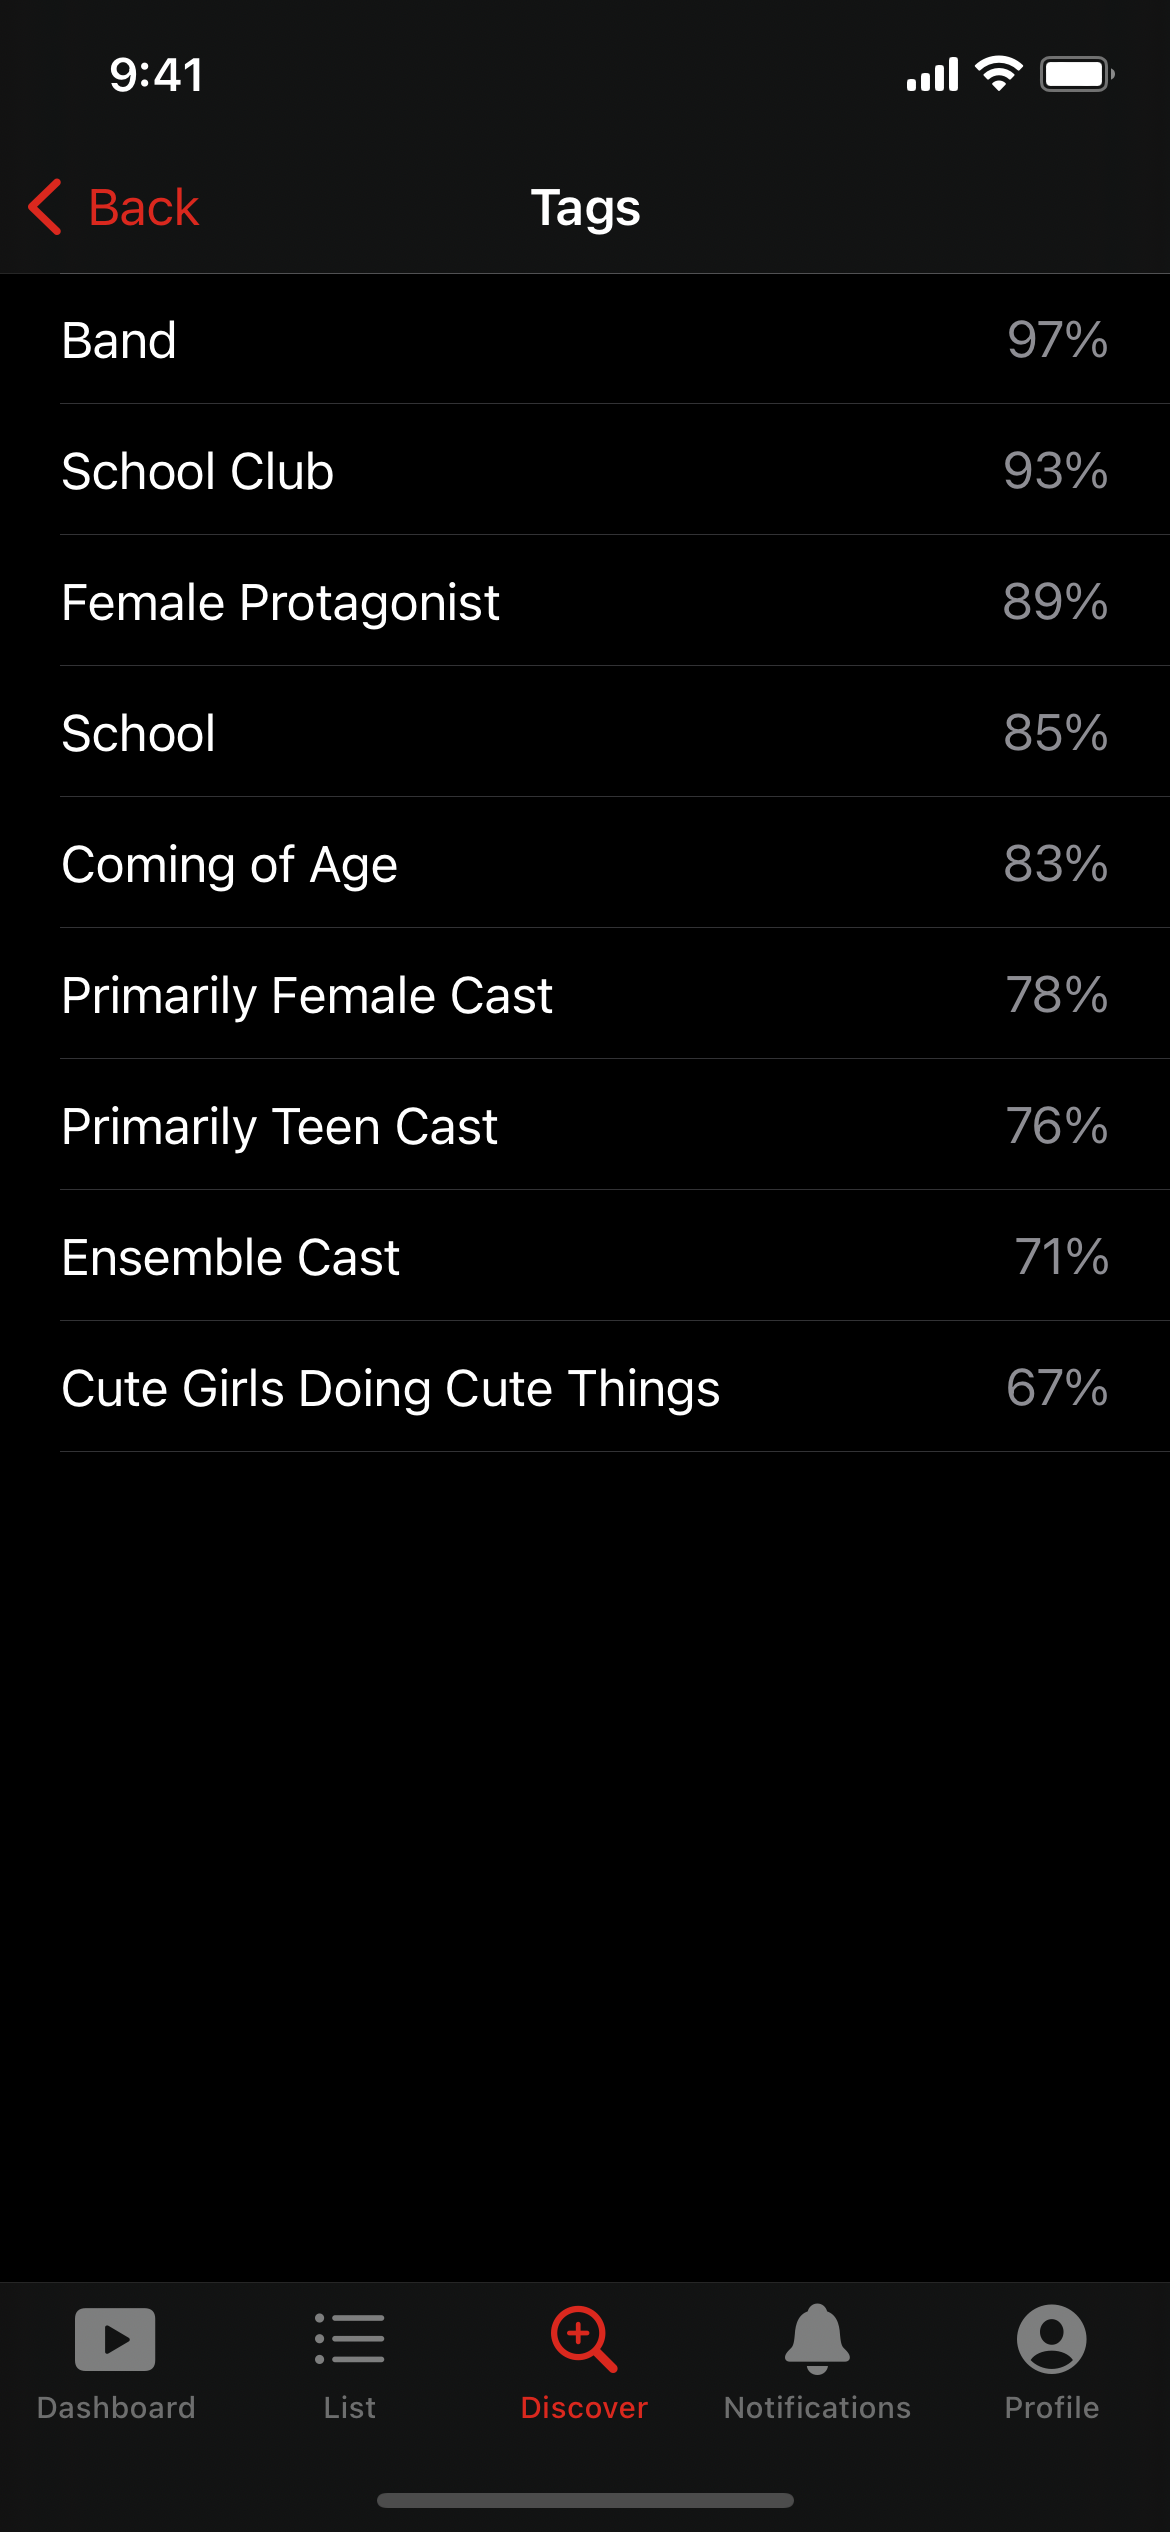 9:41
Back
Tags
Band 97%
School Club 93%
Female Protagonist 89%
School 85%
Coming of Age 83%
Primarily Female Cast 78%
Primarily Teen Cast 76%
Ensemble Cast 71%
Cute Girls Doing Cute Things 67%
Dashboard
List
Discover
Notifications
Profile